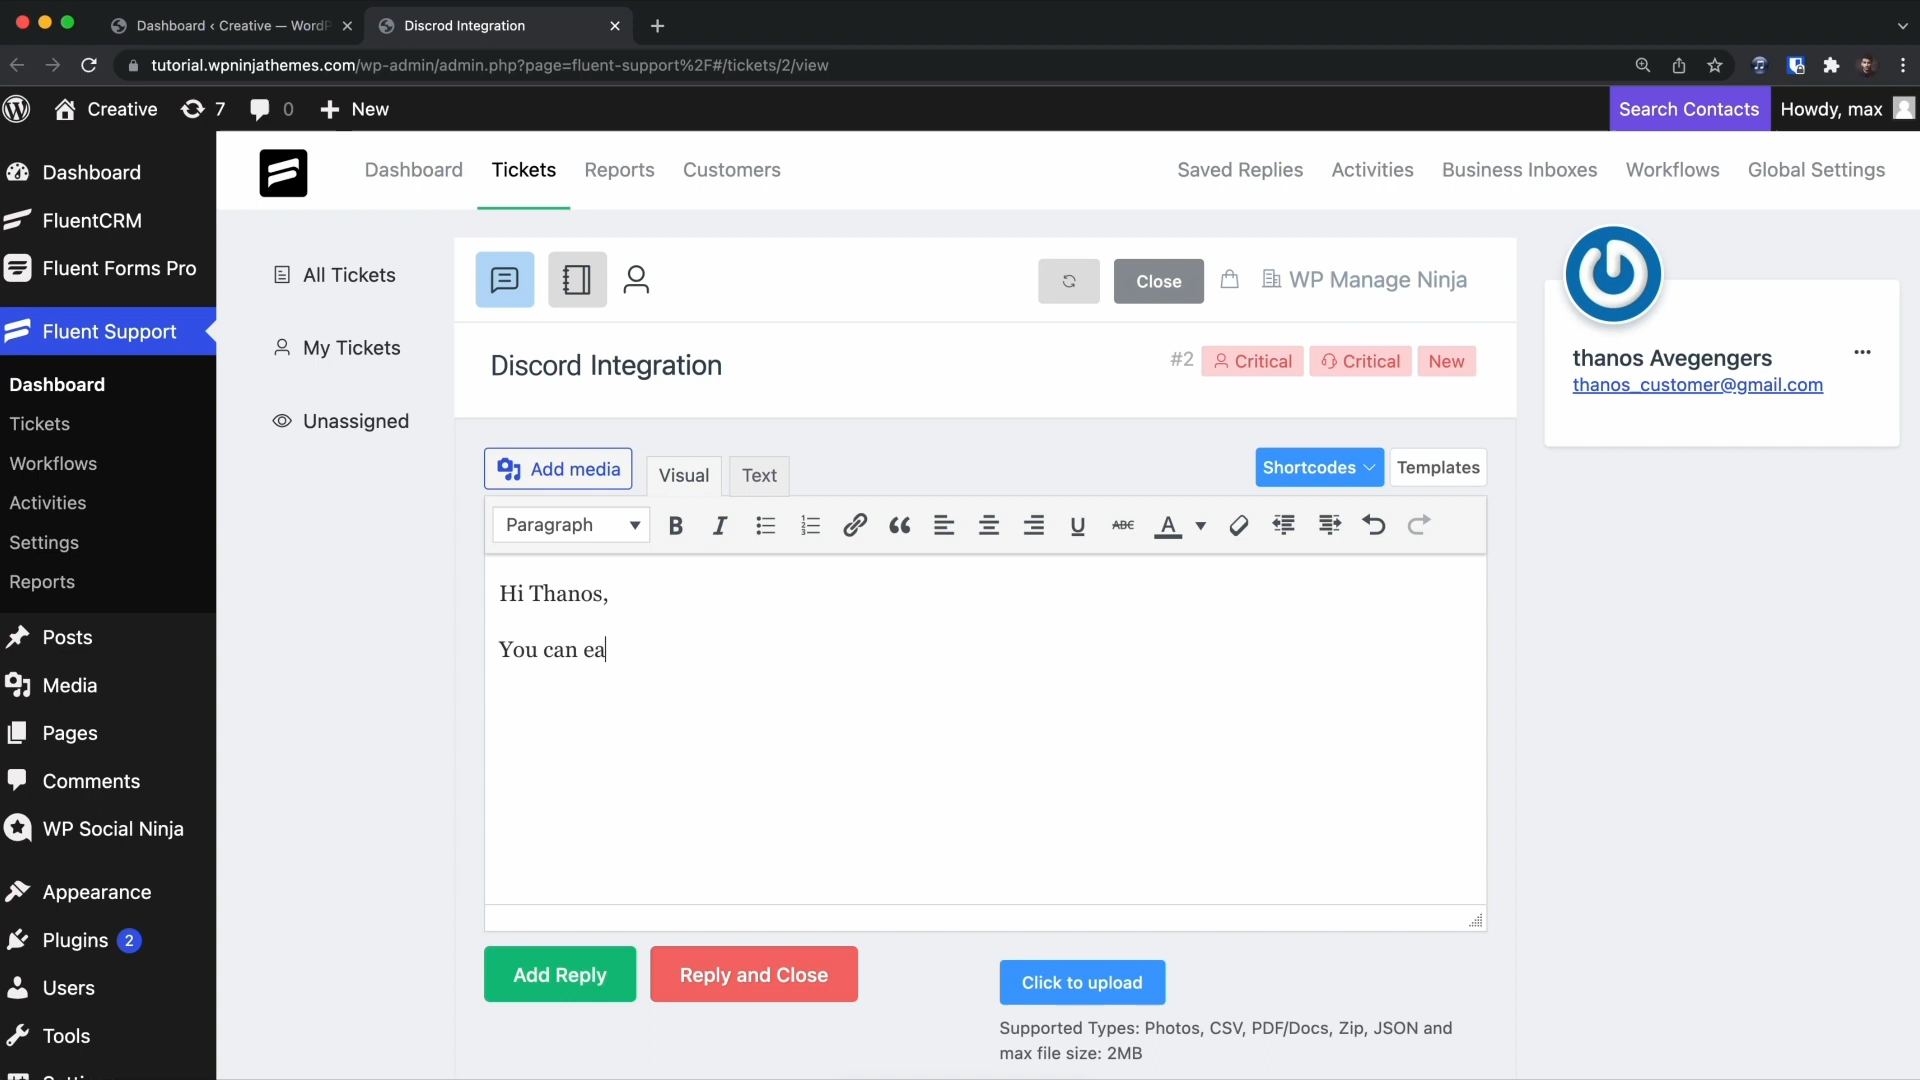 Dashboard ‹ Creative — WordP
Discrod Integration
tutorial.wpninjathemes.com/wp-admin/admin.php?page=fluent-support%2F#/tickets/2/view
Creative 7 0 New
Search Contacts Howdy, max
Dashboard
FluentCRM
Fluent Forms Pro
Fluent Support
Dashboard
Tickets
Workflows
Activities
Settings
Reports
Posts
Media
Pages
Comments
WP Social Ninja
Appearance
Plugins 2
Users
Tools
Dashboard Tickets Reports Customers
Saved Replies Activities Business Inboxes Workflows Global Settings
All Tickets
My Tickets
Unassigned
Close WP Manage Ninja
Discord Integration
#2 Critical Critical New
thanos Avegengers
thanos_customer@gmail.com
Add media Visual Text Shortcodes Templates
Paragraph B I ABC A
Hi Thanos,
You can ea
Add Reply Reply and Close
Click to upload
Supported Types: Photos, CSV, PDF/Docs, Zip, JSON and
max file size: 2MB